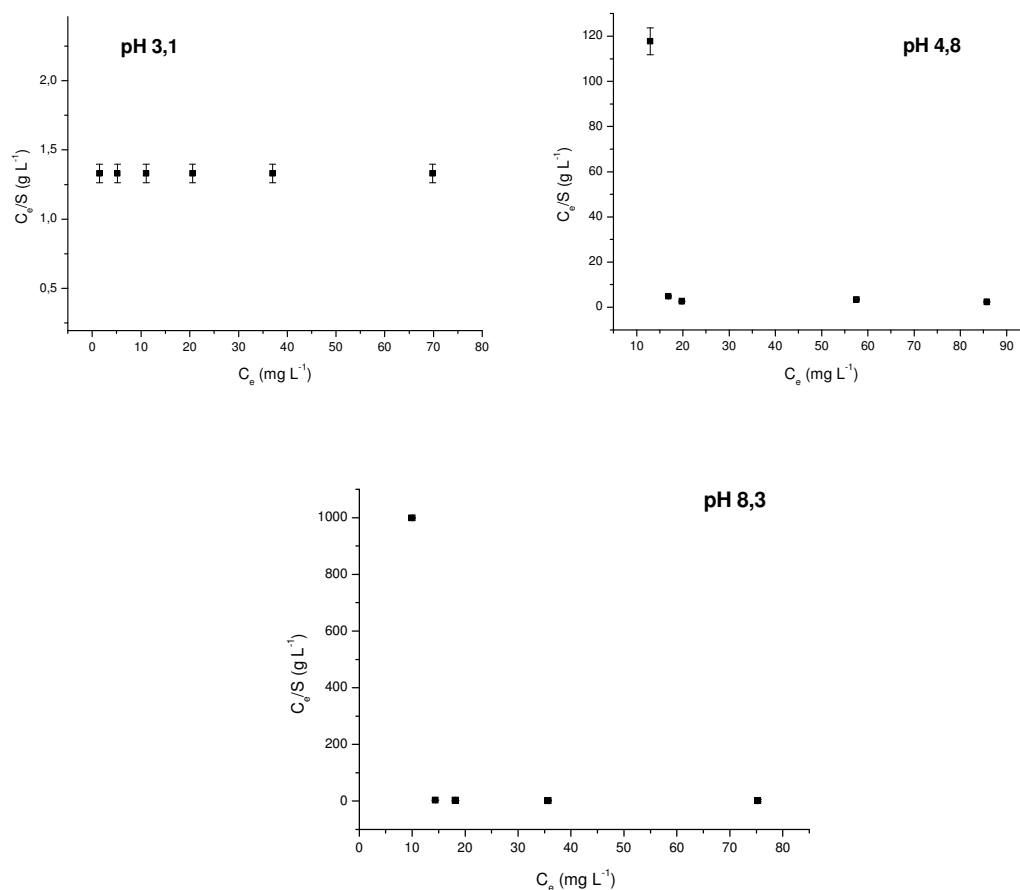 pH 3,1
2,0
1,5
1,0
0,5
C_e/S (g L^-1)
0 10 20 30 40 50 60 70 80
C_e (mg L^-1)
pH 4,8
120
100
80
60
40
20
0
C_e/S (g L^-1)
10 20 30 40 50 60 70 80 90
C_e (mg L^-1)
pH 8,3
1000
800
600
400
200
0
C_e/S (g L^-1)
0 10 20 30 40 50 60 70 80
C_e (mg L^-1)